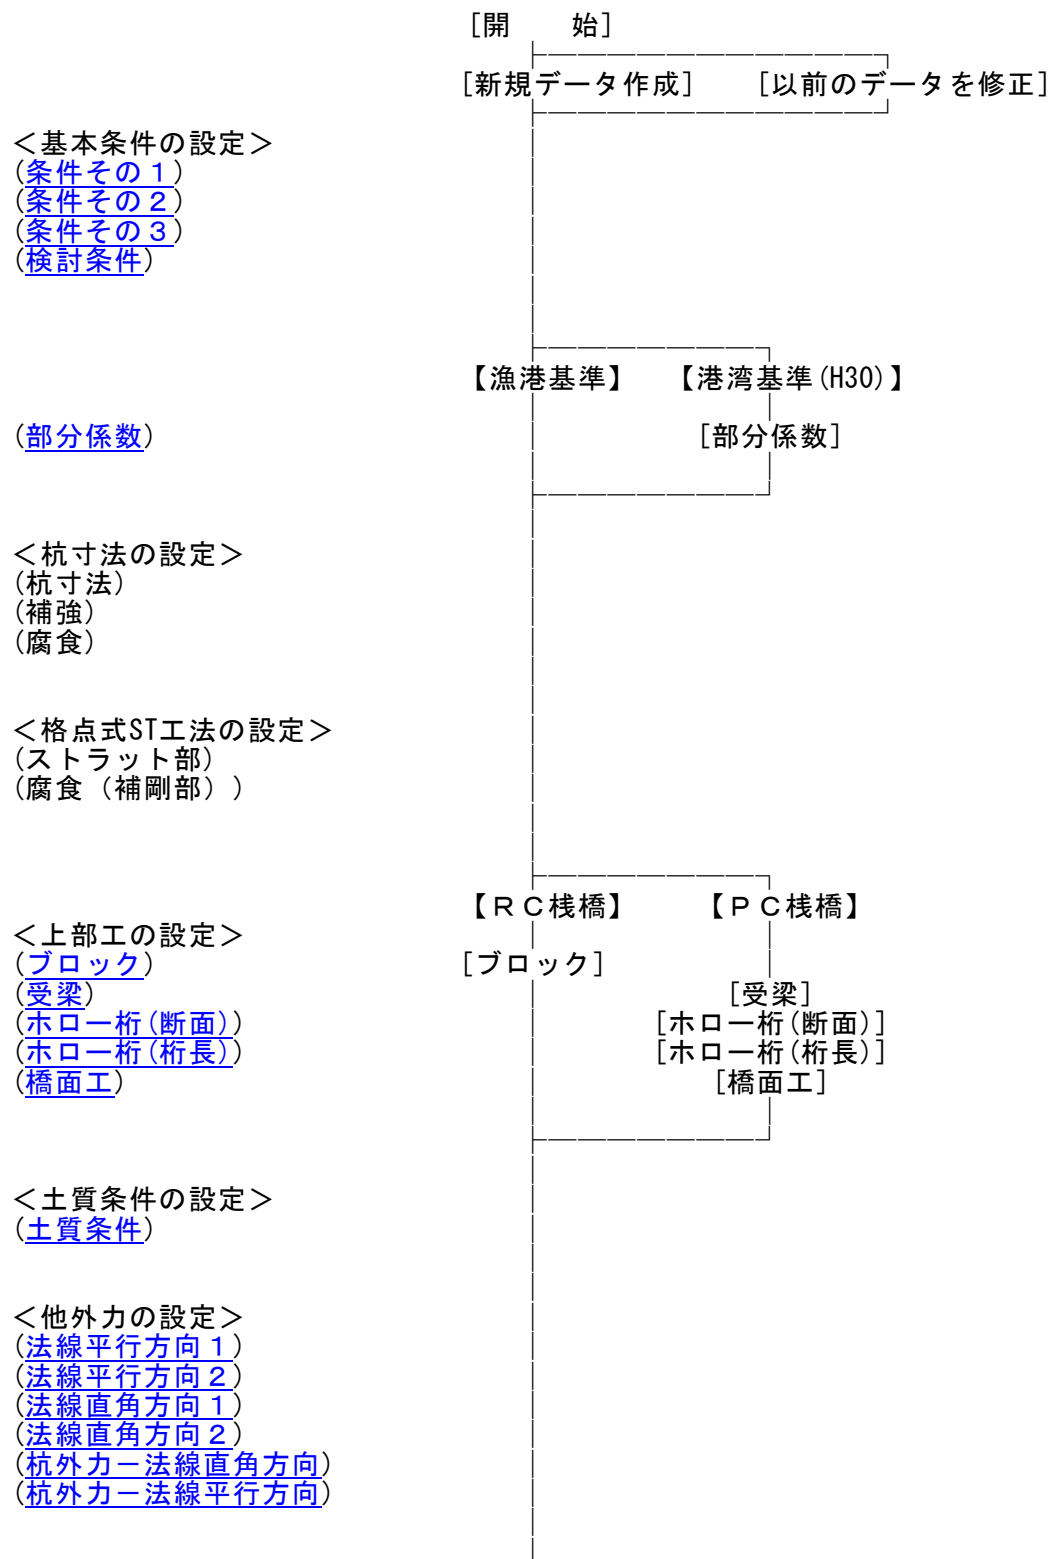 [開　　始]
[新規データ作成]　　[以前のデータを修正]
＜基本条件の設定＞
(条件その１)
(条件その２)
(条件その３)
(検討条件)
【漁港基準】　【港湾基準(H30)】
(部分係数)　　[部分係数]
＜杭寸法の設定＞
(杭寸法)
(補強)
(腐食)
＜格点式ST工法の設定＞
(ストラット部)
(腐食（補剛部）)
【ＲＣ桟橋】　　【ＰＣ桟橋】
＜上部工の設定＞
(ブロック)　　[ブロック]
(受梁)　　[受梁]
(ホロー桁(断面))　　[ホロー桁(断面)]
(ホロー桁(桁長))　　[ホロー桁(桁長)]
(橋面工)　　[橋面工]
＜土質条件の設定＞
(土質条件)
＜他外力の設定＞
(法線平行方向１)
(法線平行方向２)
(法線直角方向１)
(法線直角方向２)
(杭外力－法線直角方向)
(杭外力－法線平行方向)